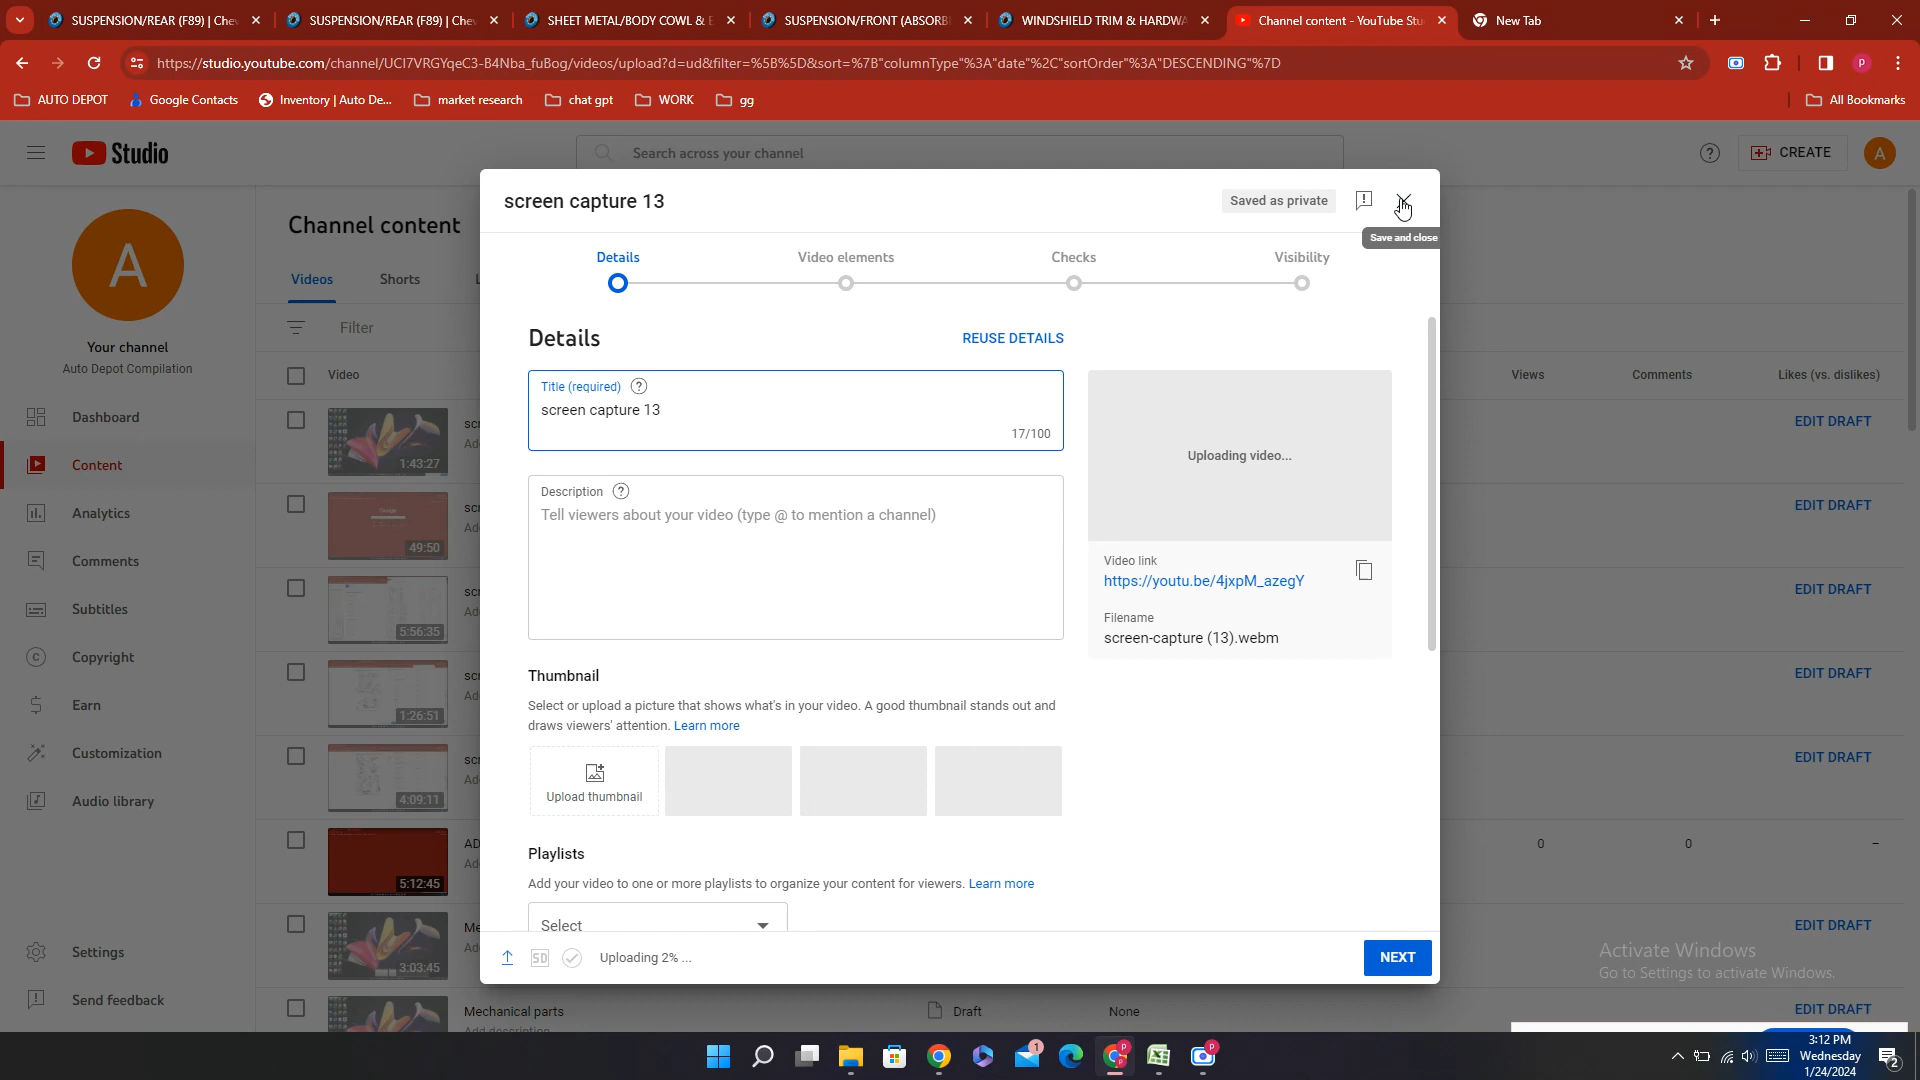 SUSPENSION/REAR (F89) | Chev
SUSPENSION/REAR (F89) | Chev
SHEET METAL/BODY COWL &
SUSPENSION/FRONT (ABSORB
WINDSHIELD TRIM & HARDWA
Channel content - YouTube Stu
New Tab
https://studio.youtube.com/channel/UCI7VRGYqeC3-B4Nba_fuBog/videos/upload?d=ud&filter=%5B%5D&sort=%7B"columnType"%3A"date"%2C"sortOrder"%3A"DESCENDING"%7D
AUTO DEPOT
Google Contacts
Inventory | Auto De...
market research
chat gpt
WORK
gg
All Bookmarks
Studio
Search across your channel
CREATE
A
screen capture 13
Saved as private
Save and close
A
Your channel
Auto Depot Compilation
Channel content
Videos
Shorts
Filter
Video
Views
Comments
Likes (vs. dislikes)
Dashboard
Content
Analytics
Comments
Subtitles
Copyright
Earn
Customization
Audio library
Settings
Send feedback
1:43:27
EDIT DRAFT
49:50
EDIT DRAFT
5:56:35
EDIT DRAFT
1:26:51
EDIT DRAFT
4:09:11
EDIT DRAFT
5:12:45
0
0
–
3:03:45
EDIT DRAFT
Mechanical parts
Draft
None
EDIT DRAFT
Details
Video elements
Checks
Visibility
Details
REUSE DETAILS
Title (required)
screen capture 13
17/100
Description
Tell viewers about your video (type @ to mention a channel)
Uploading video...
Video link
https://youtu.be/4jxpM_azegY
Filename
screen-capture (13).webm
Thumbnail
Select or upload a picture that shows what's in your video. A good thumbnail stands out and
draws viewers' attention. Learn more
Upload thumbnail
Playlists
Add your video to one or more playlists to organize your content for viewers. Learn more
Select
SD
Uploading 2% ...
NEXT
Activate Windows
Go to Settings to activate Windows.
3:12 PM
Wednesday
1/24/2024